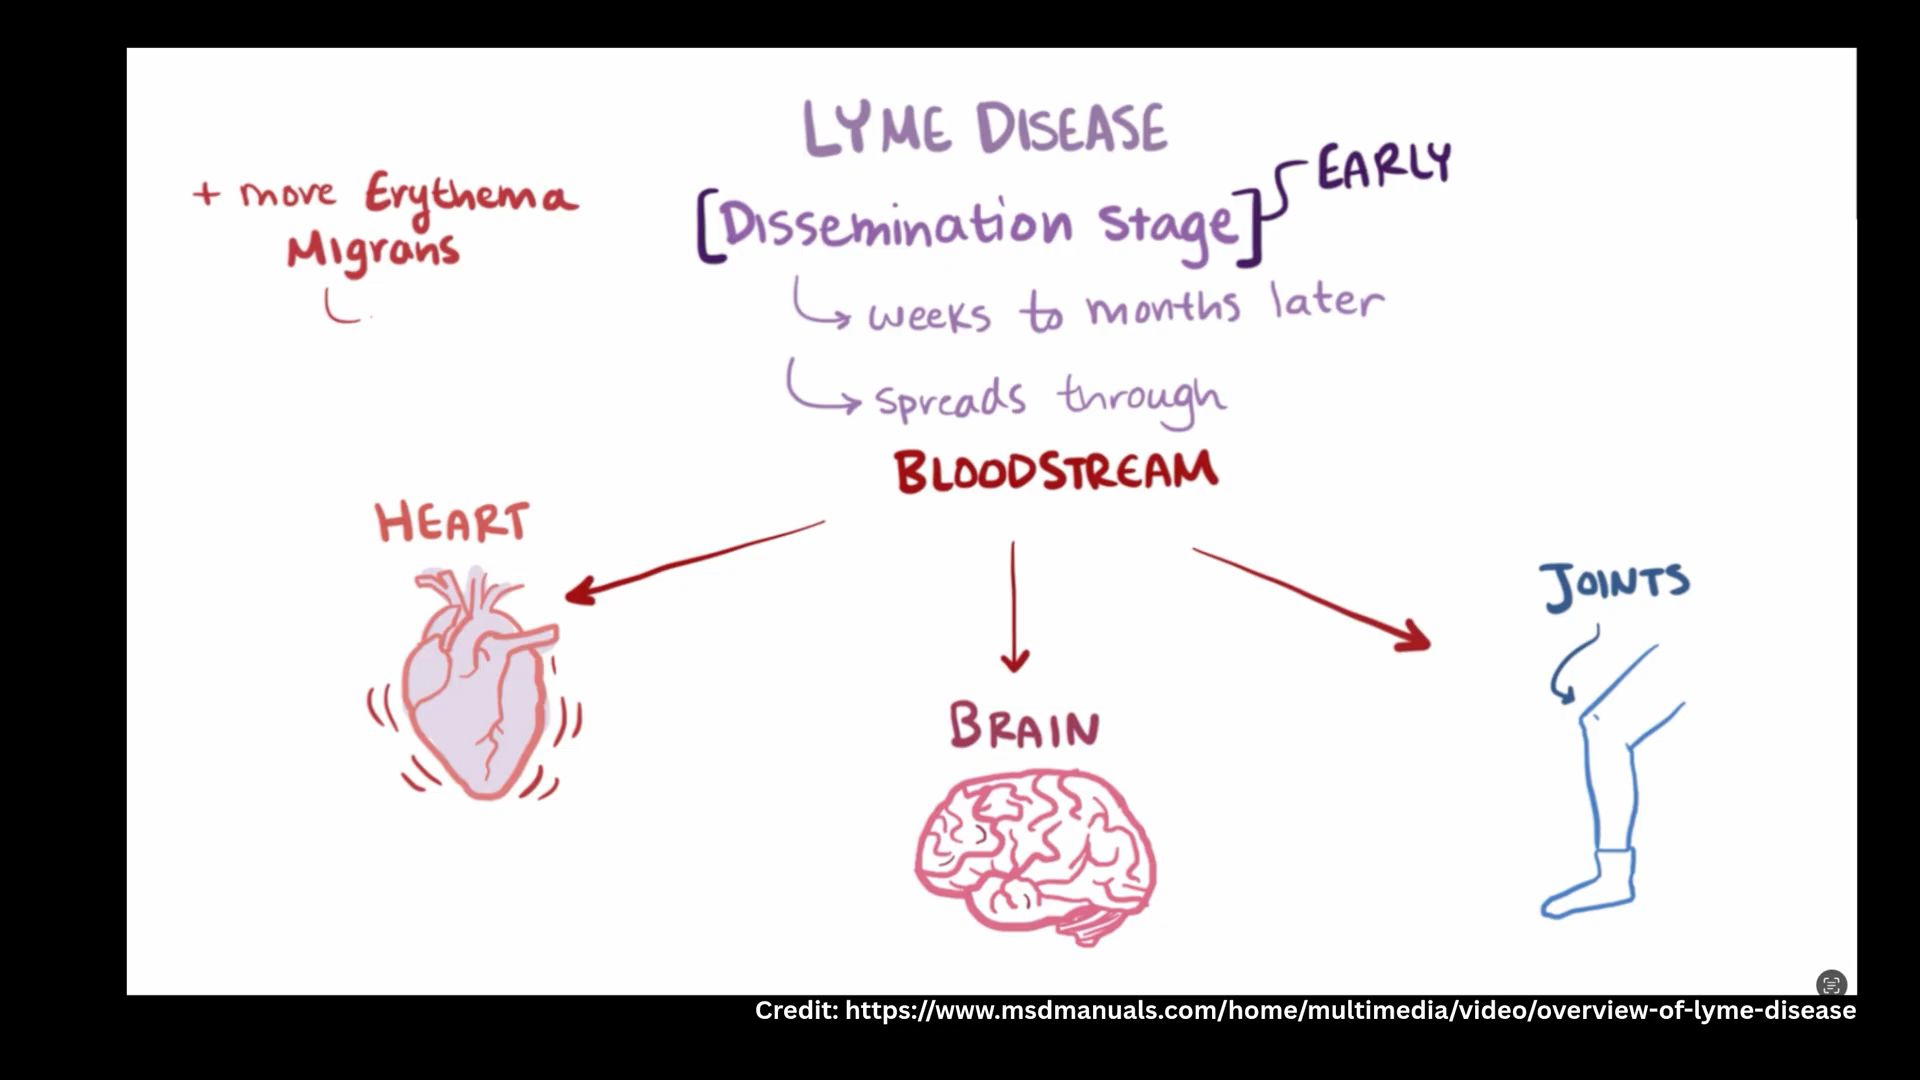 LYME DISEASE
[Dissemination Stage] EARLY
weeks to months later
spreads through
BLOODSTREAM
+ more Erythema
Migrans
HEART
BRAIN
JOINTS
Credit: https://www.msdmanuals.com/home/multimedia/video/overview-of-lyme-disease